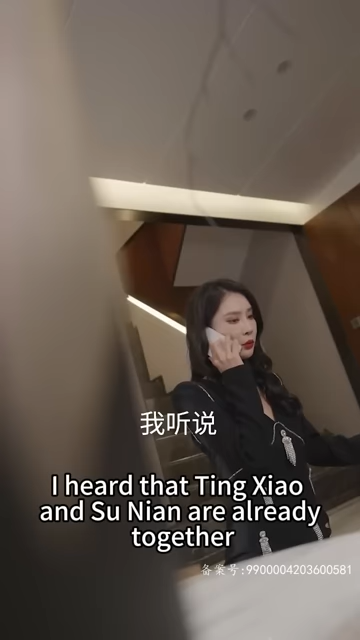 我听说
I heard that Ting Xiao
and Su Nian are already
together
备案号:9900004203600581